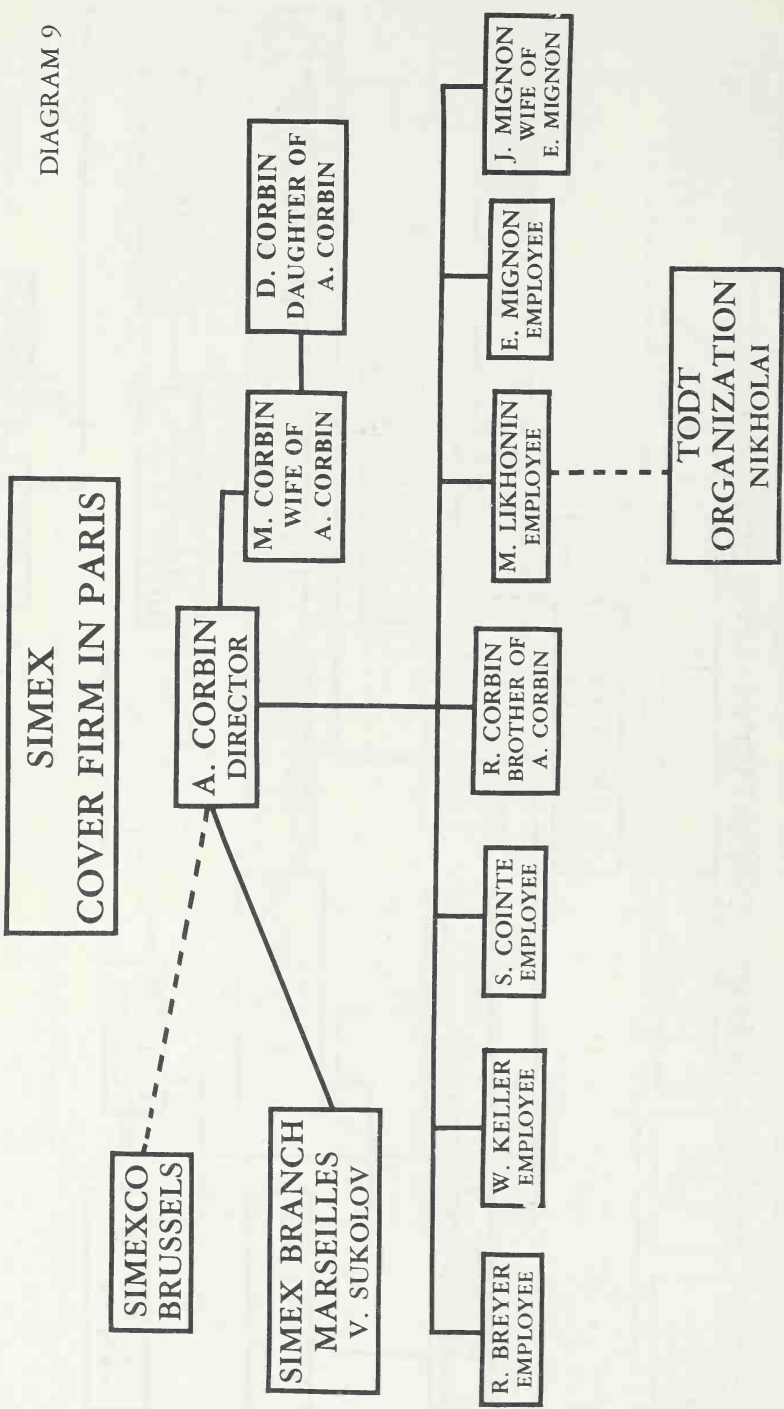 DIAGRAM 9
SIMEX
COVER FIRM IN PARIS
SIMEXCO
BRUSSELS
A. CORBIN
DIRECTOR
M. CORBIN
WIFE OF
A. CORBIN
D. CORBIN
DAUGHTER OF
A. CORBIN
SIMEX BRANCH
MARSEILLES
V. SUKOLOV
R. BREYER
EMPLOYEE
W. KELLER
EMPLOYEE
S. COINTE
EMPLOYEE
R. CORBIN
BROTHER OF
A. CORBIN
M. LIKHONIN
EMPLOYEE
E. MIGNON
EMPLOYEE
J. MIGNON
WIFE OF
E. MIGNON
TODT
ORGANIZATION
NIKHOLAI